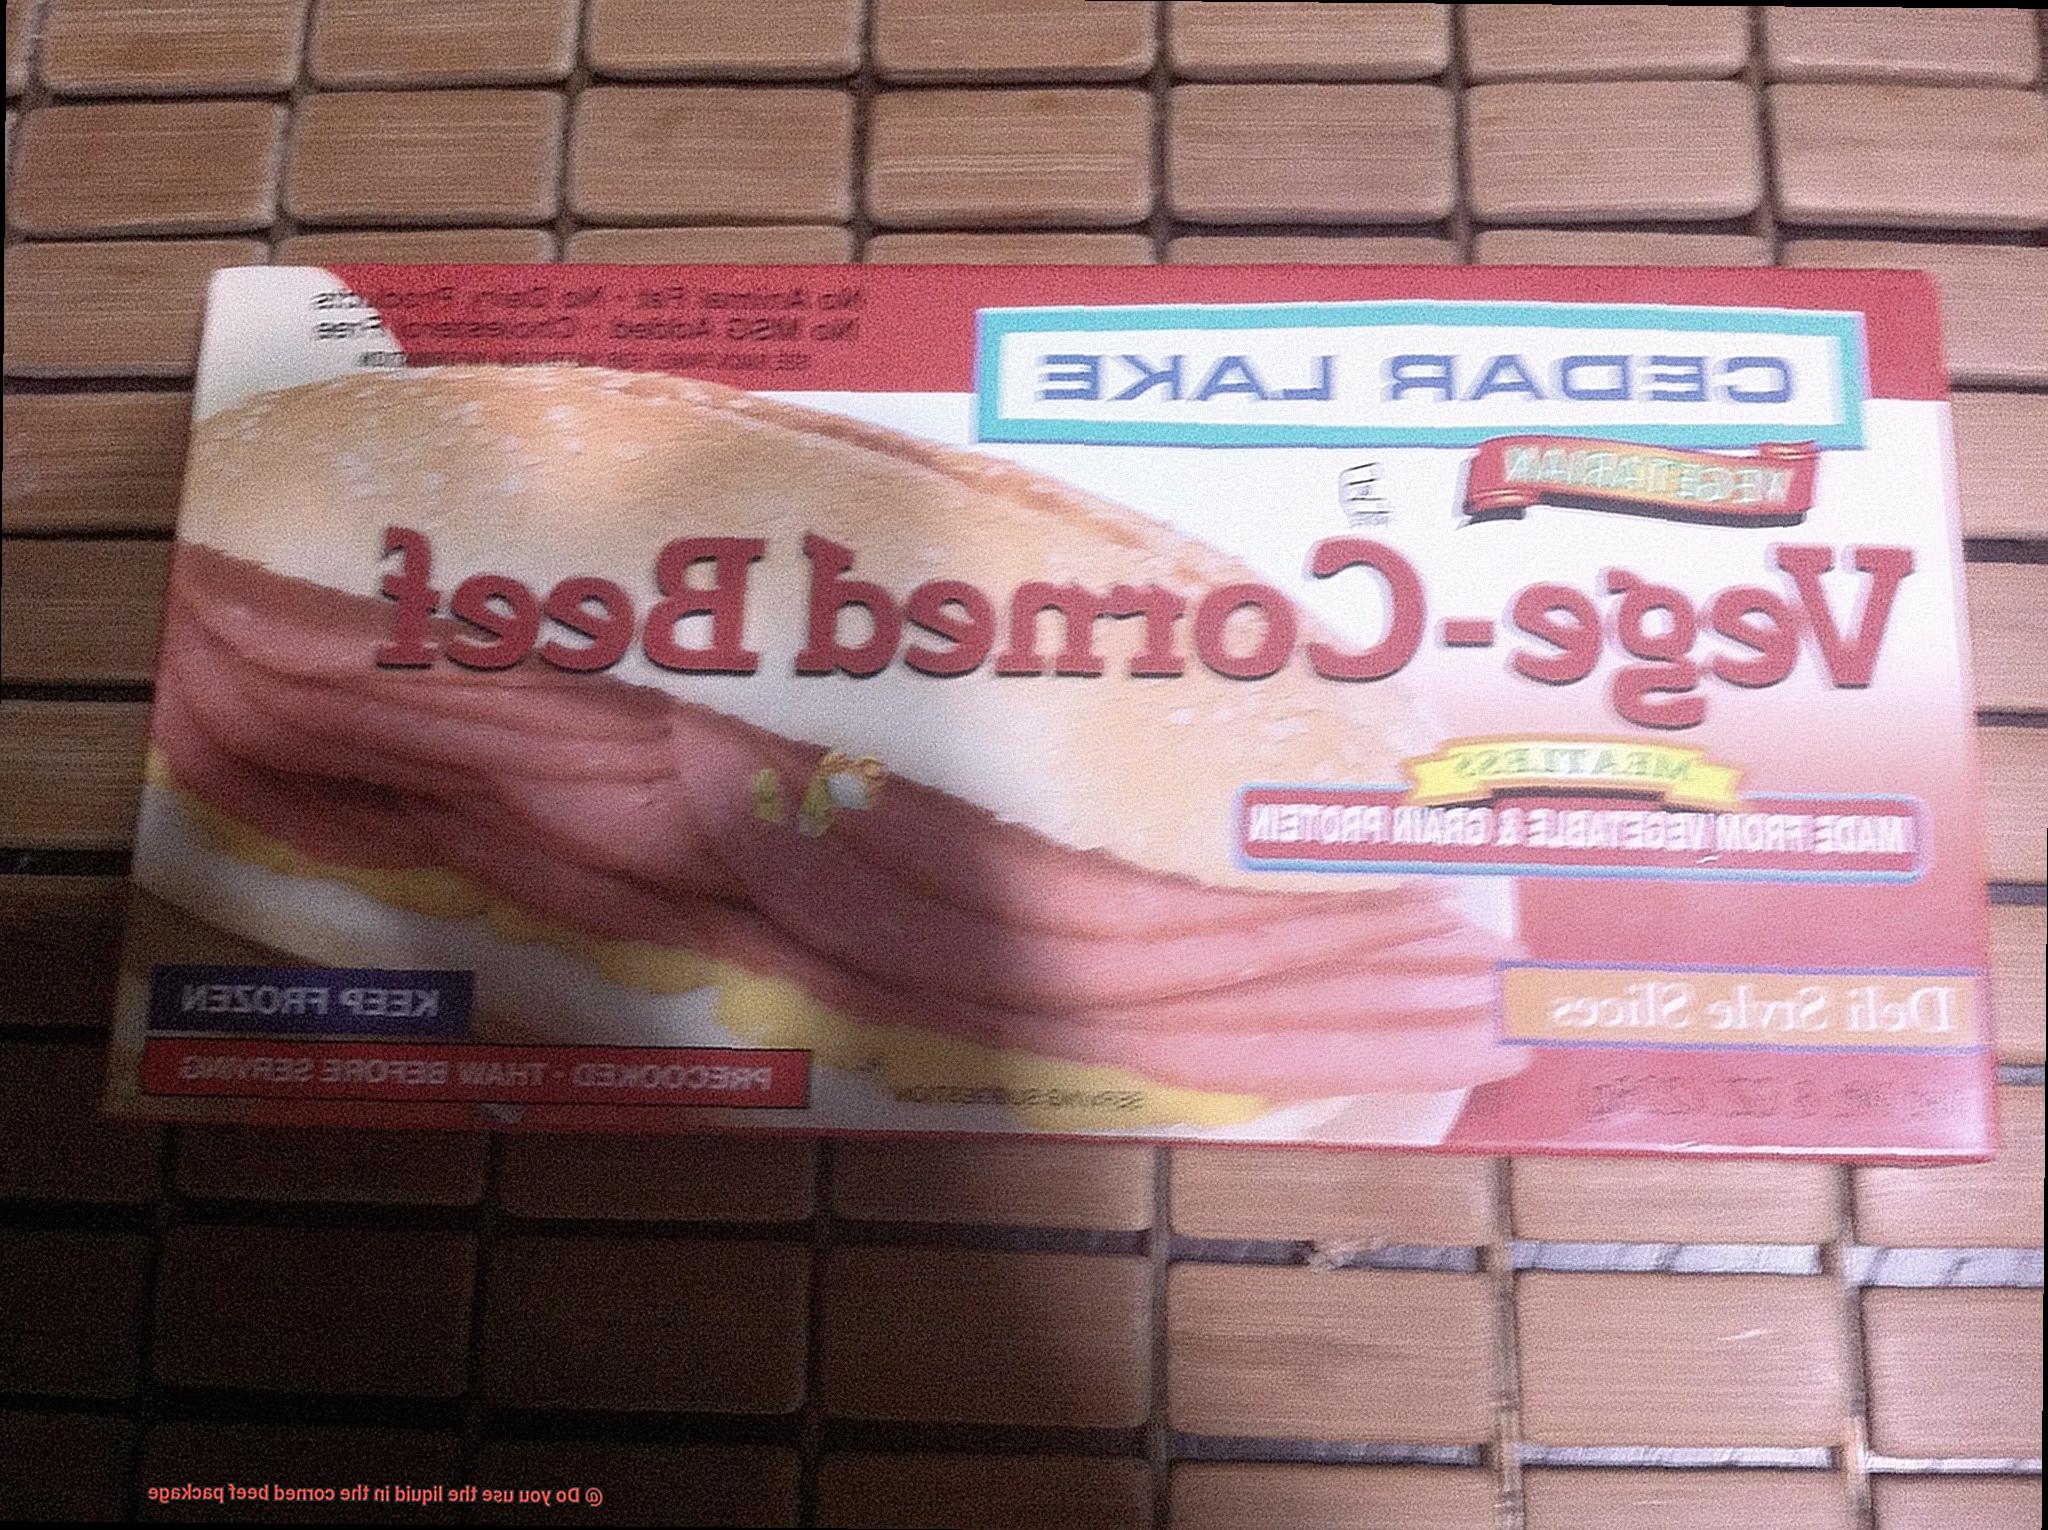 No Animal Fat · No Dairy Products
No MSG Added · Cholesterol Free
CEDAR LAKE
VEGETARIAN
Vege-Corned Beef
MEATLESS
MADE FROM VEGETABLE & GRAIN PROTEIN
Deli Style Slices
KEEP FROZEN
PRECOOKED · THAW BEFORE SERVING
SERVING SUGGESTION
@ Do you use the liquid in the corned beef package